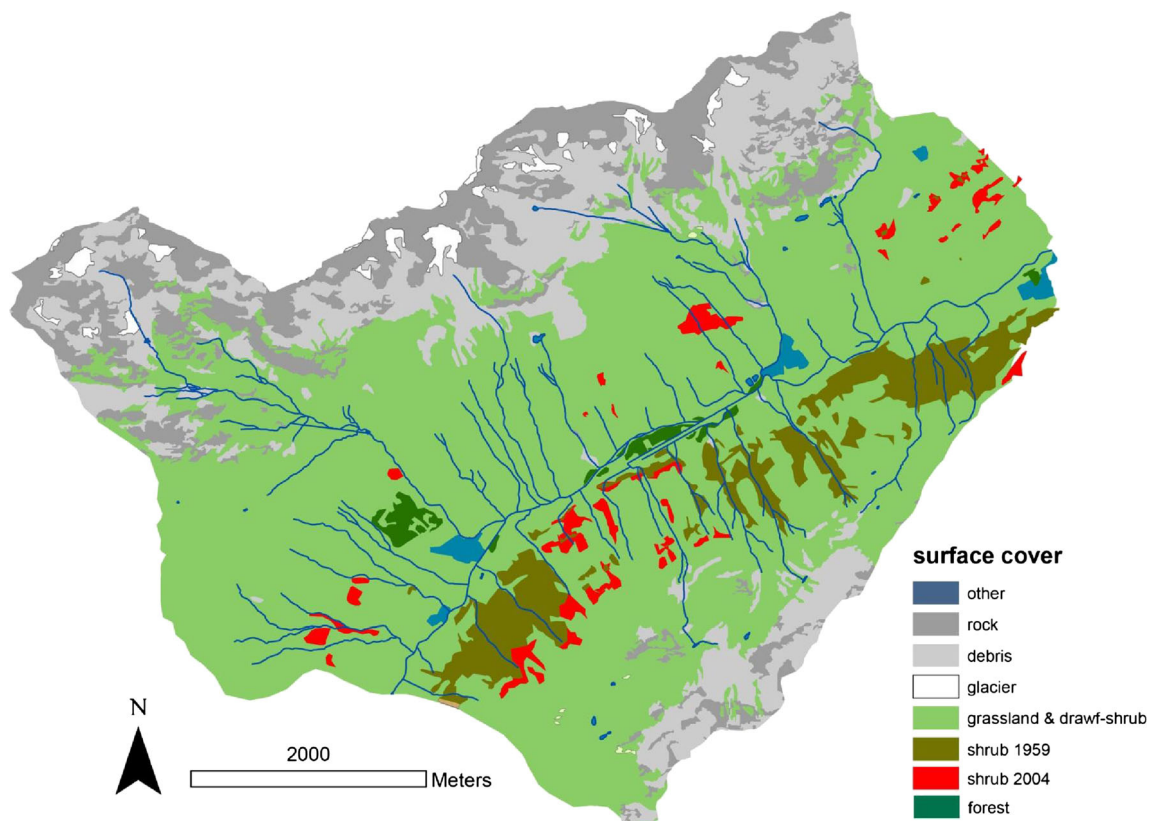 surface cover
other
rock
debris
glacier
grassland & drawf-shrub
shrub 1959
shrub 2004
forest
N
2000
Meters